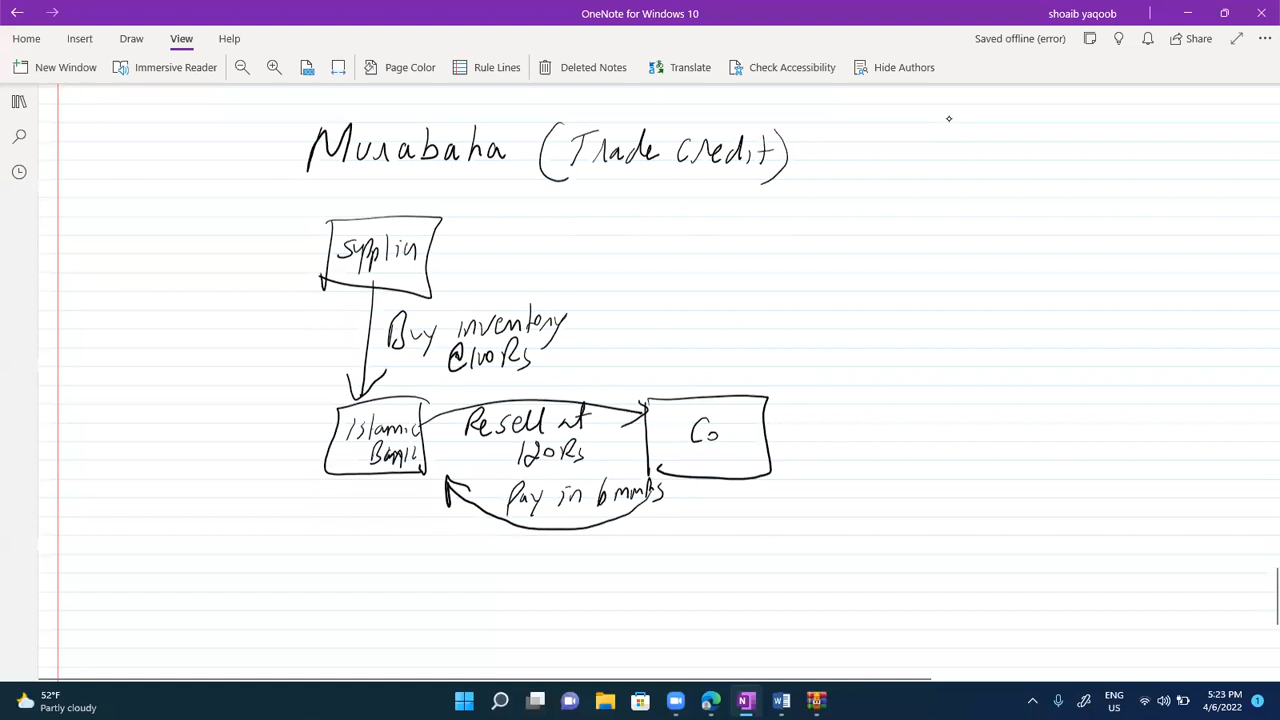 OneNote for Windows 10
shoaib yaqoob
Home Insert Draw View Help
Saved offline (error)
Share
New Window
Immersive Reader
Page Color
Rule Lines
Deleted Notes
Translate
Check Accessibility
Hide Authors
Murabaha (Trade credit)
Supplier
Buy inventory
@100Rs
Islamic
Bank
Resell at
120Rs
Co
Pay in 6 months
52°F
Partly cloudy
ENG
US
5:23 PM
4/6/2022
1